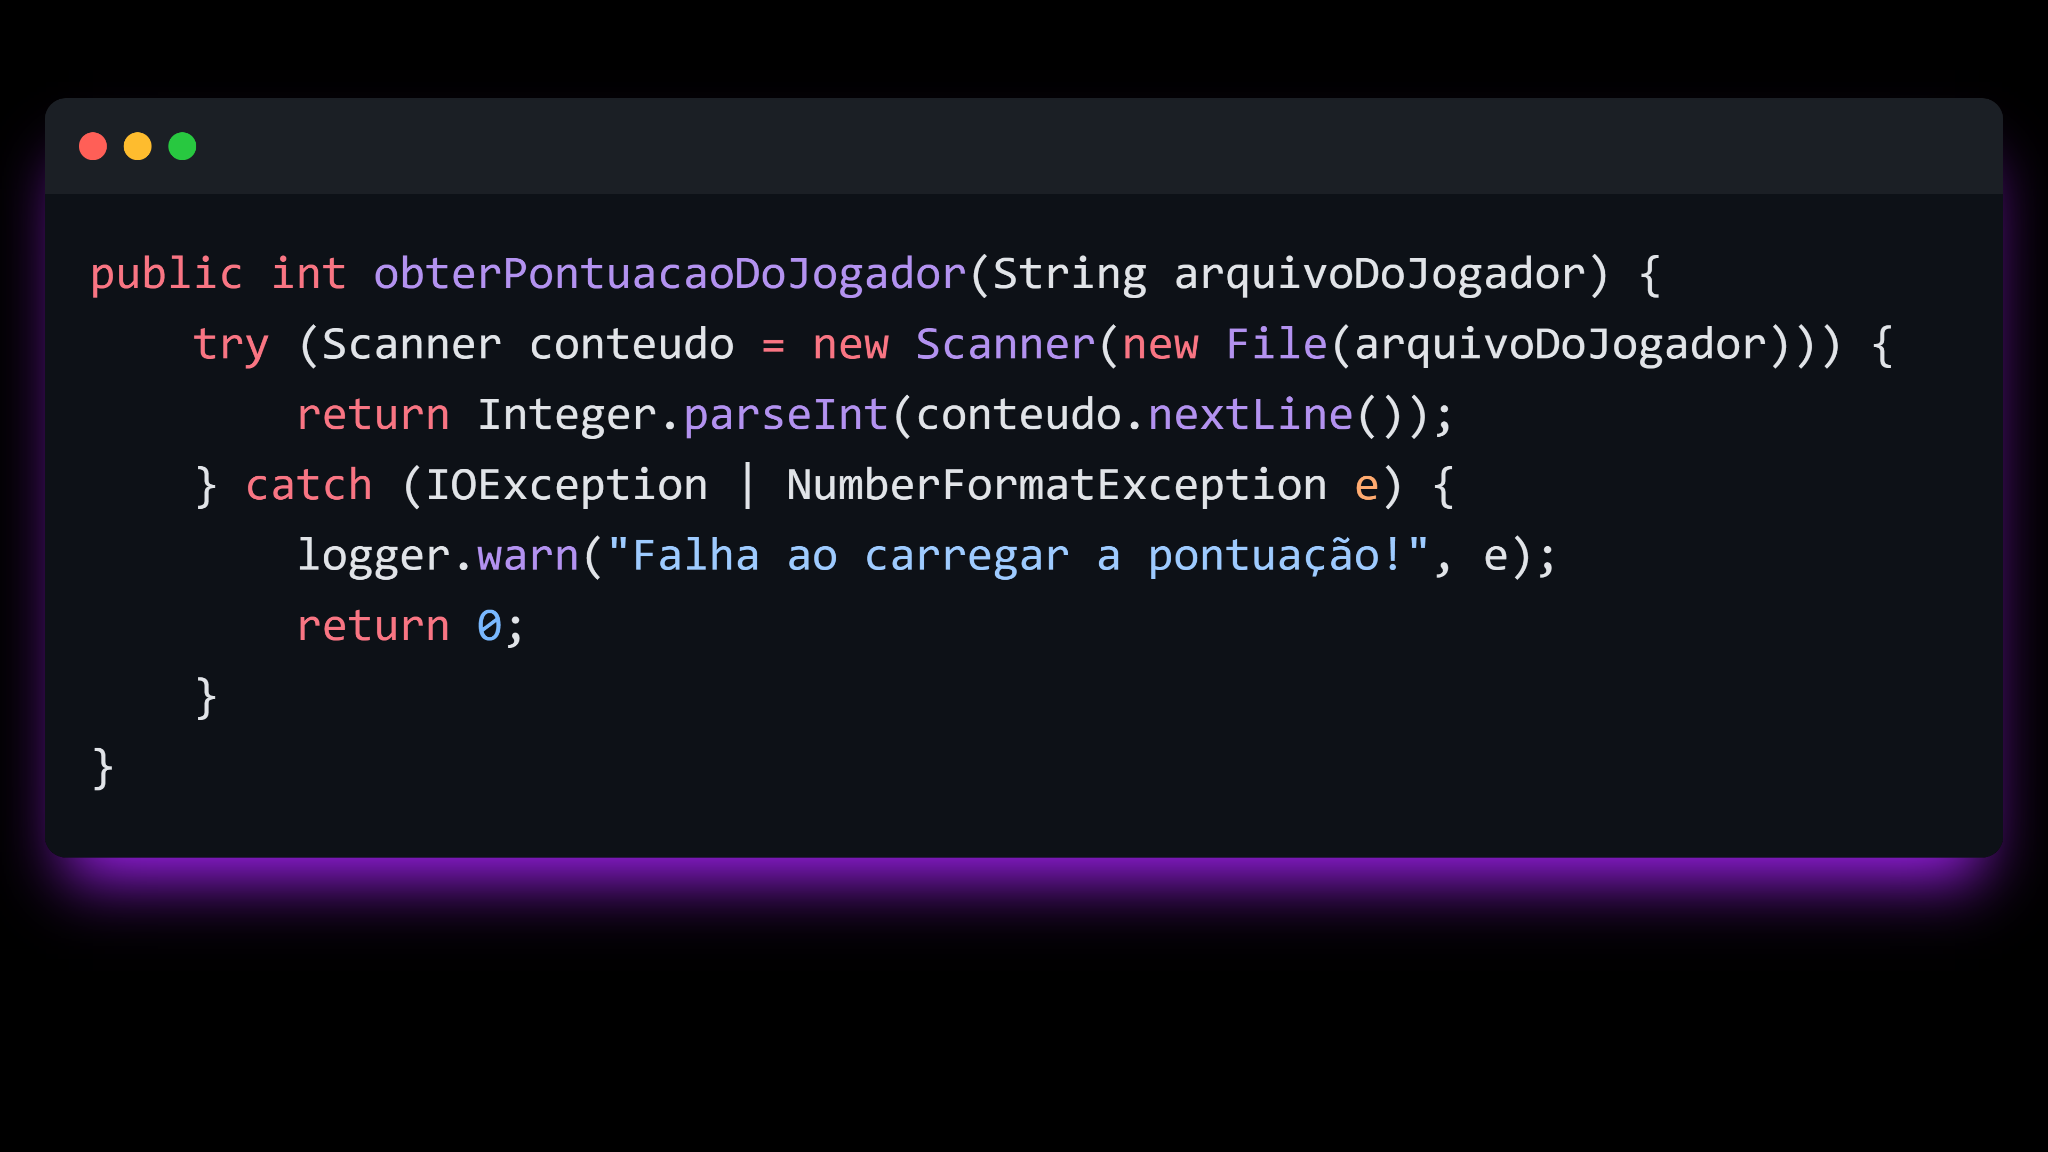 public int obterPontuacaoDoJogador(String arquivoDoJogador) {
    try (Scanner conteudo = new Scanner(new File(arquivoDoJogador))) {
        return Integer.parseInt(conteudo.nextLine());
    } catch (IOException | NumberFormatException e) {
        logger.warn("Falha ao carregar a pontuação!", e);
        return 0;
    }
}